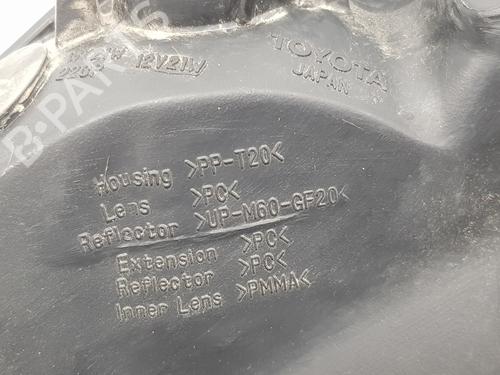 12V21W
TOYOTA
JAPAN
Housing >PP-T20<
Lens >PC<
Reflector >UP-M60-GF20<
Extension >PC<
Reflector >PC<
Inner Lens >PMMA<
B-PARTS